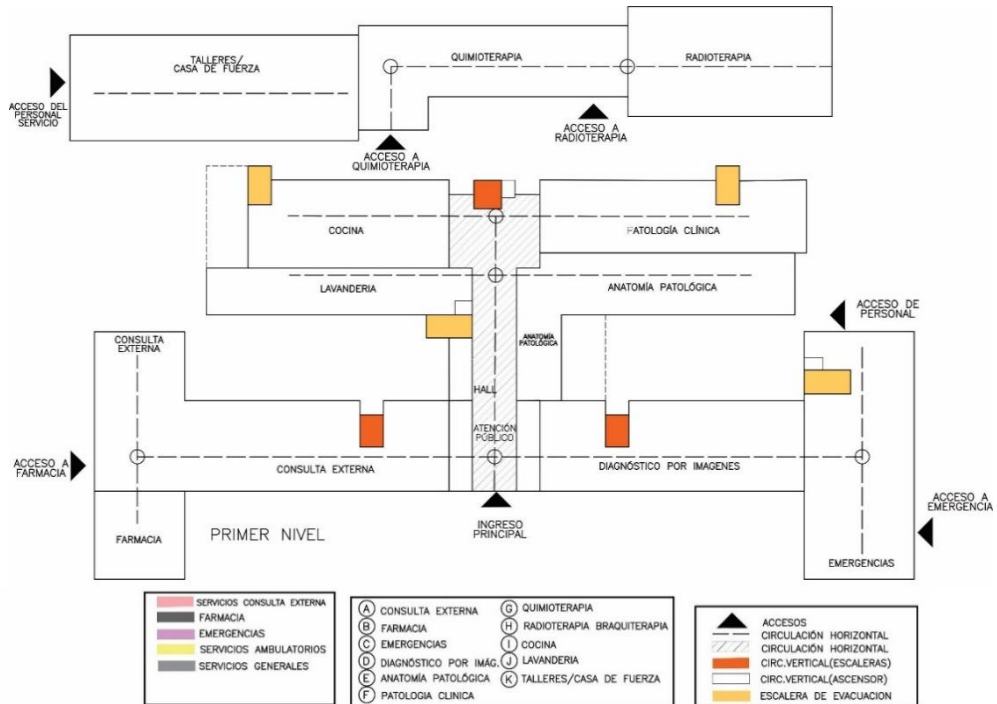 TALLERES/
CASA DE FUERZA
QUIMIOTERAPIA
RADIOTERAPIA
ACCESO DEL
PERSONAL
SERVICIO
ACCESO A
QUIMIOTERAPIA
ACCESO A
RADIOTERAPIA
COCINA
PATOLOGÍA CLÍNICA
LAVANDERIA
ANATOMÍA PATOLÓGICA
ACCESO DE
PERSONAL
CONSULTA
EXTERNA
ANATOMÍA
PATOLÓGICA
HALL
ATENCIÓN
PÚBLICO
ACCESO A
FARMACIA
CONSULTA EXTERNA
DIAGNÓSTICO POR IMAGENES
ACCESO A
EMERGENCIA
INGRESO
PRINCIPAL
FARMACIA
PRIMER NIVEL
EMERGENCIAS
SERVICIOS CONSULTA EXTERNA
FARMACIA
EMERGENCIAS
SERVICIOS AMBULATORIOS
SERVICIOS GENERALES
A CONSULTA EXTERNA
B FARMACIA
C EMERGENCIAS
D DIAGNÓSTICO POR IMÁG.
E ANATOMÍA PATOLÓGICA
F PATOLOGIA CLINICA
G QUIMIOTERAPIA
H RADIOTERAPIA BRAQUITERAPIA
I COCINA
J LAVANDERIA
K TALLERES/CASA DE FUERZA
ACCESOS
CIRCULACIÓN HORIZONTAL
CIRCULACIÓN HORIZONTAL
CIRC.VERTICAL(ESCALERAS)
CIRC.VERTICAL(ASCENSOR)
ESCALERA DE EVACUACION